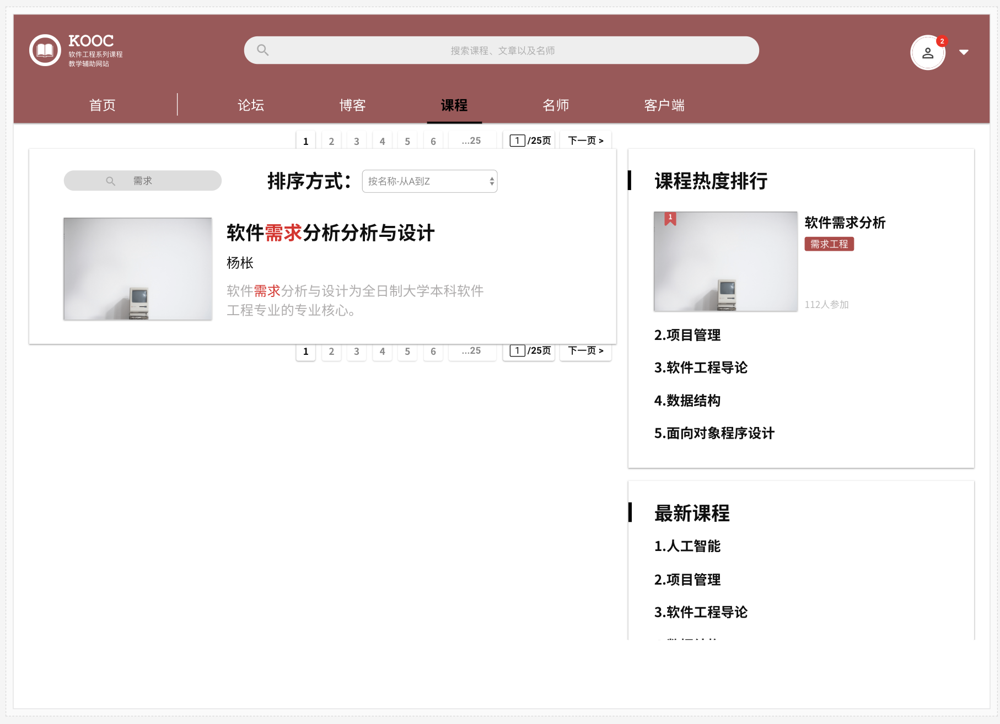 KOOC
软件工程系列课程
教学辅助网站
搜索课程、文章以及名师
2
首页
论坛
博客
课程
名师
客户端
1 2 3 4 5 6 ...25 1 /25页 下一页 >
需求
排序方式：
按名称-从A到Z
软件需求分析分析与设计
杨枨
软件需求分析与设计为全日制大学本科软件
工程专业的专业核心。
1 2 3 4 5 6 ...25 1 /25页 下一页 >
课程热度排行
1
软件需求分析
需求工程
112人参加
2.项目管理
3.软件工程导论
4.数据结构
5.面向对象程序设计
最新课程
1.人工智能
2.项目管理
3.软件工程导论